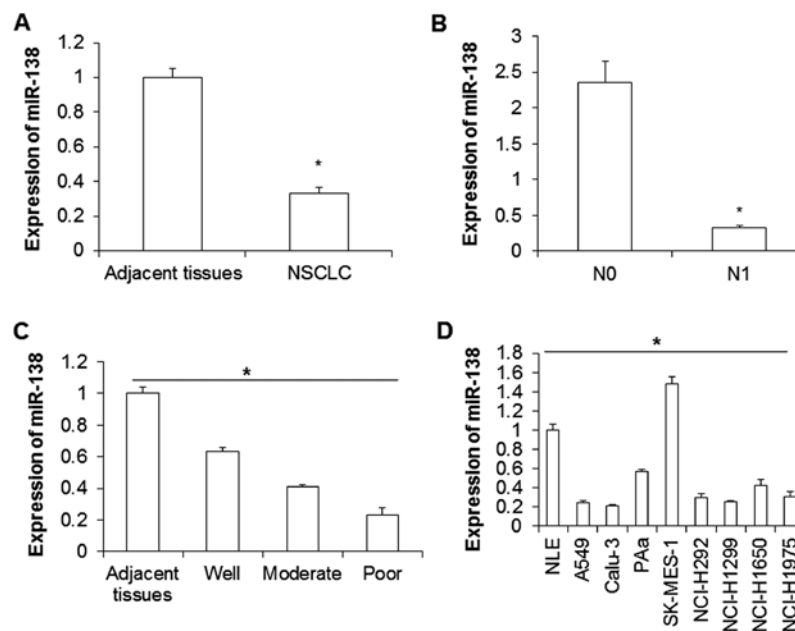 A
Expression of miR-138
1.2
1
0.8
0.6
0.4
0.2
0
*
Adjacent tissues
NSCLC
B
Expression of miR-138
3
2.5
2
1.5
1
0.5
0
*
N0
N1
C
Expression of miR-138
1.2
1
0.8
0.6
0.4
0.2
0
*
Adjacent
tissues
Well
Moderate
Poor
D
Expression of miR-138
1.8
1.6
1.4
1.2
1
0.8
0.6
0.4
0.2
0
*
NLE
A549
Calu-3
PAa
SK-MES-1
NCI-H292
NCI-H1299
NCI-H1650
NCI-H1975